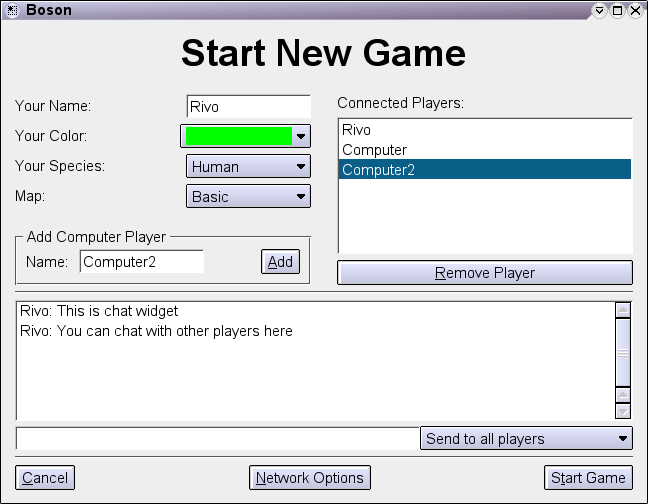 Boson
Start New Game
Your Name: Rivo
Your Color:
Your Species: Human
Map: Basic
Add Computer Player
Name: Computer2 Add
Connected Players:
Rivo
Computer
Computer2
Remove Player
Rivo: This is chat widget
Rivo: You can chat with other players here
Send to all players
Cancel Network Options Start Game